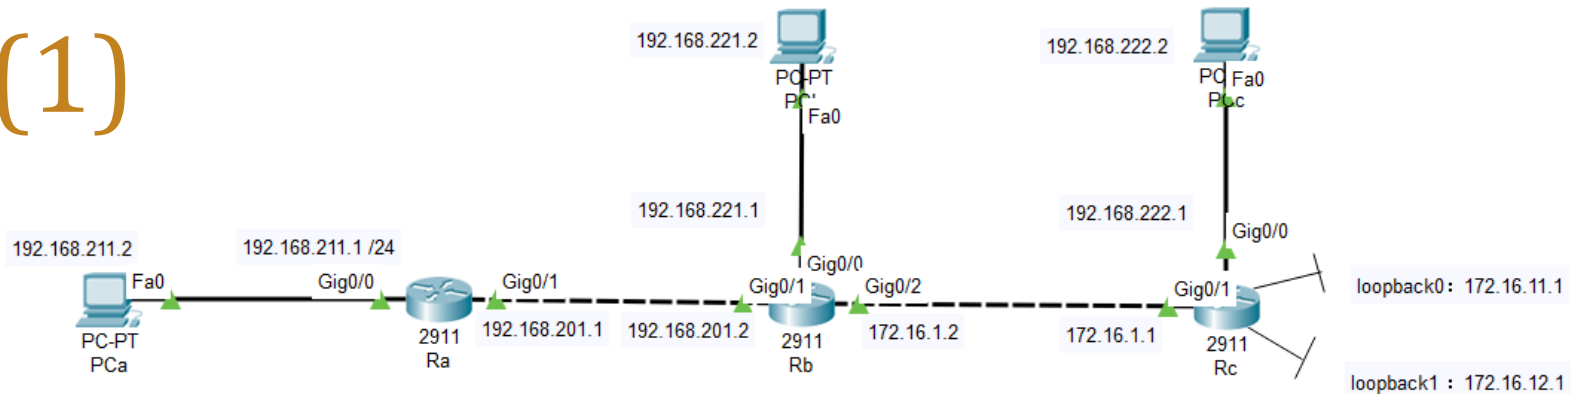 (1)
192.168.221.2
PC-PT
Fa0
192.168.222.2
Fa0
192.168.221.1
Gig0/0
192.168.222.1
Gig0/0
192.168.211.2
Fa0
PC-PT
PCa
192.168.211.1 /24
Gig0/0
2911
Ra
Gig0/1
192.168.201.1
192.168.201.2
Gig0/1
2911
Rb
Gig0/2
172.16.1.2
172.16.1.1
Gig0/1
2911
Rc
loopback0: 172.16.11.1
loopback1 : 172.16.12.1